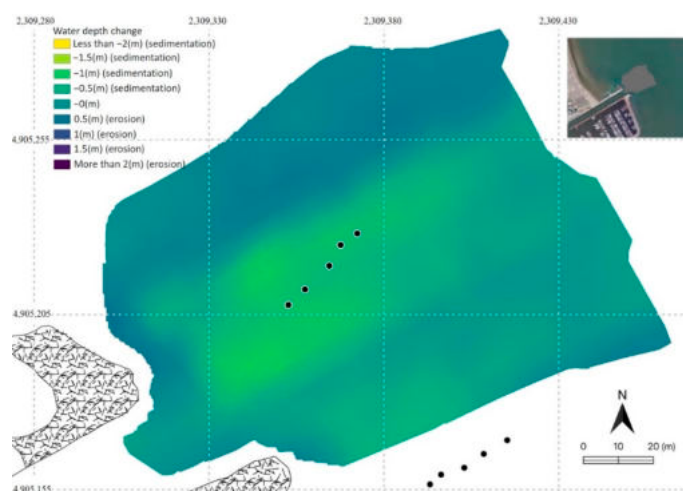 2,309,280 2,309,330 2,309,380 2,309,430
Water depth change
Less than −2(m) (sedimentation)
−1.5(m) (sedimentation)
−1(m) (sedimentation)
−0.5(m) (sedimentation)
−0(m)
0.5(m) (erosion)
1(m) (erosion)
1.5(m) (erosion)
More than 2(m) (erosion)
4,905,255
4,905,205
4,905,155
N
0 10 20 (m)